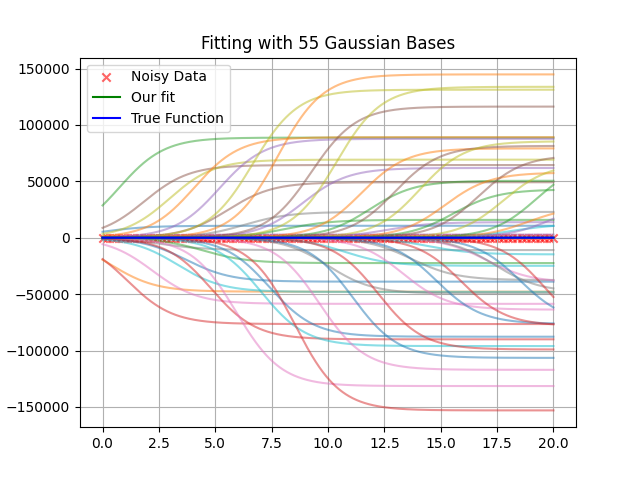 Fitting with 55 Gaussian Bases
Noisy Data
Our fit
True Function
150000
100000
50000
0
−50000
−100000
−150000
0.0 2.5 5.0 7.5 10.0 12.5 15.0 17.5 20.0